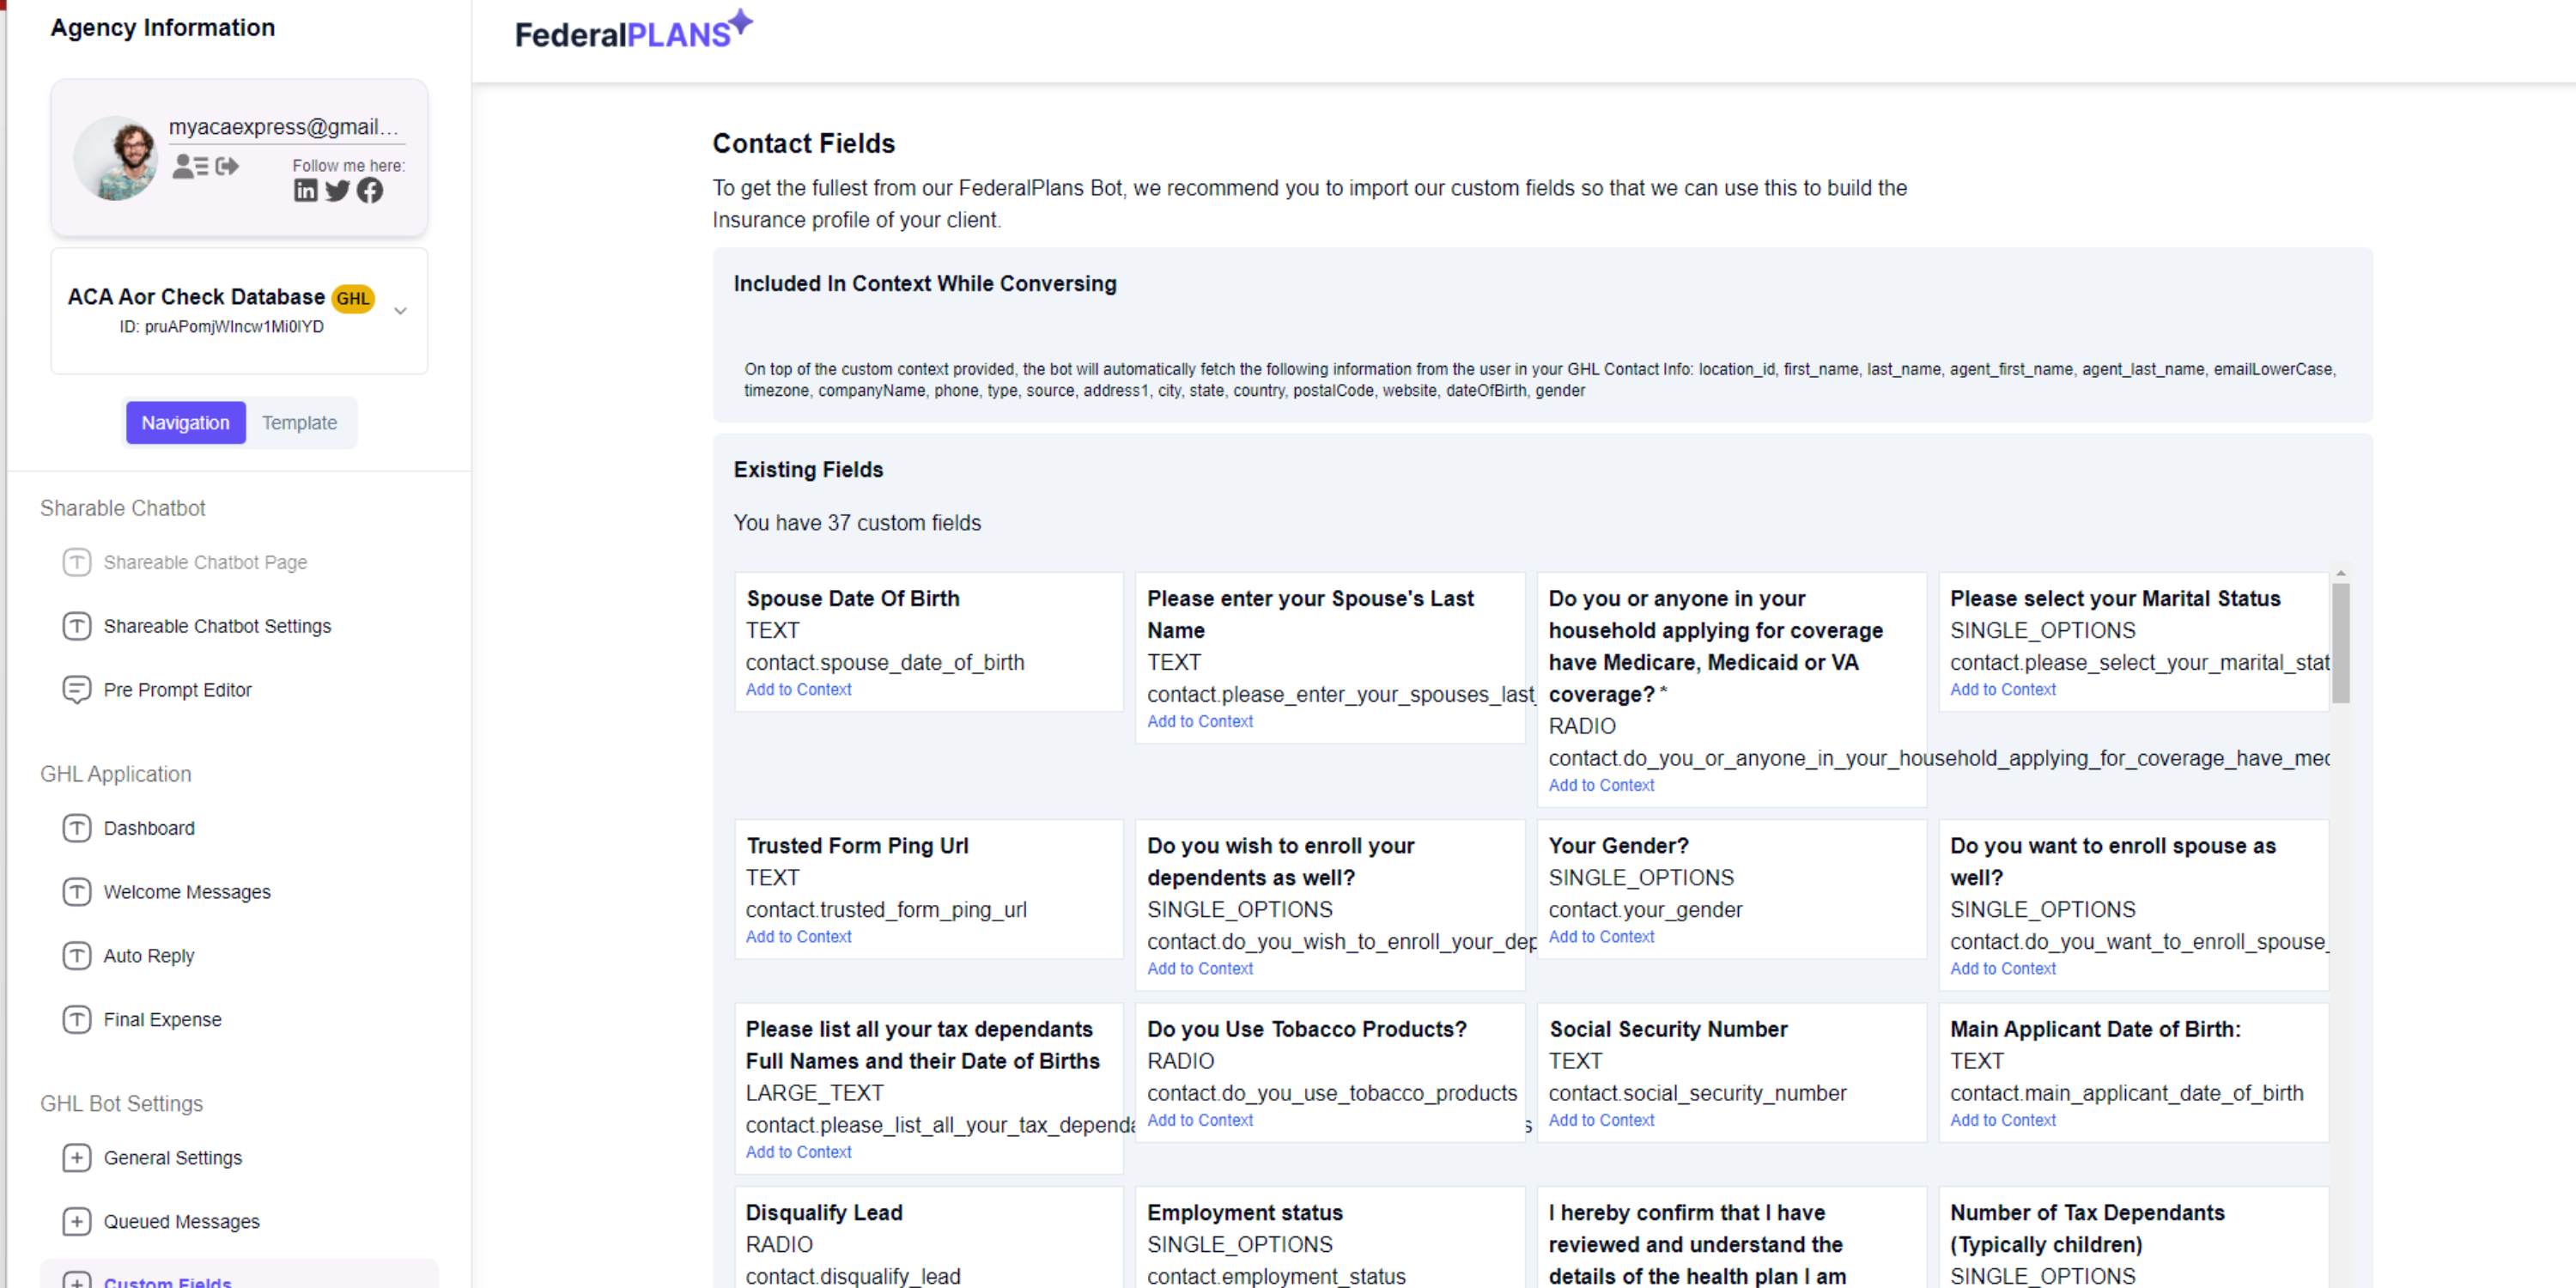 Agency Information
myacaexpress@gmail...
Follow me here:
ACA Aor Check Database GHL
Navigation Template
Sharable Chatbot
Shareable Chatbot Page
Shareable Chatbot Settings
Pre Prompt Editor
GHL Application
Dashboard
Welcome Messages
Auto Reply
Final Expense
GHL Bot Settings
General Settings
Queued Messages
Custom Fields
FederalPLANS
Contact Fields
To get the fullest from our FederalPlans Bot, we recommend you to import our custom fields so that we can use this to build the
Insurance profile of your client.
Included In Context While Conversing
On top of the custom context provided, the bot will automatically fetch the following information from the user in your GHL Contact Info: location_id, first_name, last_name, agent_first_name, agent_last_name, emailLowerCase,
timezone, companyName, phone, type, source, address1, city, state, country, postalCode, website, dateOfBirth, gender
Existing Fields
You have 37 custom fields
Spouse Date Of Birth
TEXT
contact.spouse_date_of_birth
Add to Context
Please enter your Spouse's Last
Name
TEXT
contact.please_enter_your_spouses_last_
Add to Context
Do you or anyone in your
household applying for coverage
have Medicare, Medicaid or VA
coverage? *
RADIO
contact.do_you_or_anyone_in_your_household_applying_for_coverage_have_med
Add to Context
Please select your Marital Status
SINGLE_OPTIONS
contact.please_select_your_marital_stat
Add to Context
Trusted Form Ping Url
TEXT
contact.trusted_form_ping_url
Add to Context
Do you wish to enroll your
dependents as well?
SINGLE_OPTIONS
contact.do_you_wish_to_enroll_your_dep
Add to Context
Your Gender?
SINGLE_OPTIONS
contact.your_gender
Add to Context
Do you want to enroll spouse as
well?
SINGLE_OPTIONS
contact.do_you_want_to_enroll_spouse_
Add to Context
Please list all your tax dependants
Full Names and their Date of Births
LARGE_TEXT
contact.please_list_all_your_tax_depende
Add to Context
Do you Use Tobacco Products?
RADIO
contact.do_you_use_tobacco_products
Add to Context
s
Social Security Number
TEXT
contact.social_security_number
Add to Context
Main Applicant Date of Birth:
TEXT
contact.main_applicant_date_of_birth
Add to Context
Disqualify Lead
RADIO
contact.disqualify_lead
Employment status
SINGLE_OPTIONS
contact.employment_status
I hereby confirm that I have
reviewed and understand the
details of the health plan I am
Number of Tax Dependants
(Typically children)
SINGLE_OPTIONS